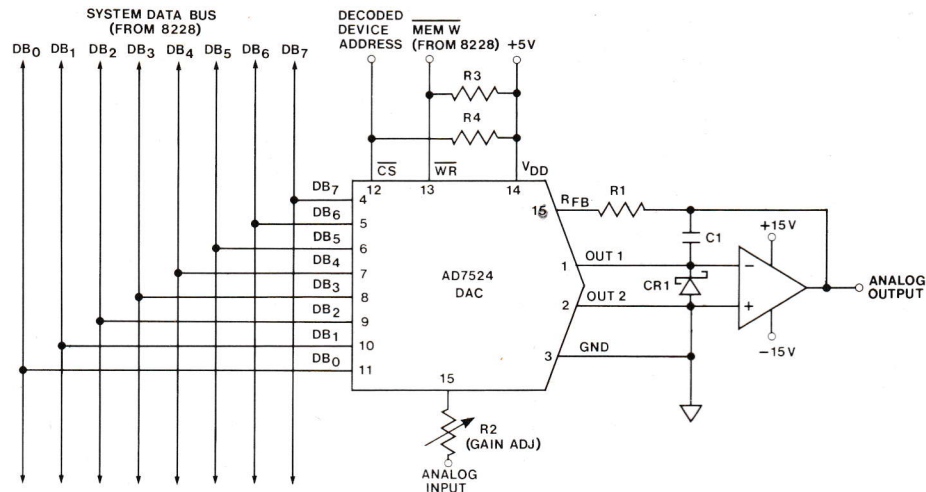 SYSTEM DATA BUS
(FROM 8228)
DB0 DB1 DB2 DB3 DB4 DB5 DB6 DB7
DECODED
DEVICE
ADDRESS
MEM W
(FROM 8228)
+5V
R3
R4
CS
WR
VDD
12
13
14
DB7
4
DB6
5
DB5
6
DB4
7
DB3
8
DB2
9
DB1
10
DB0
11
AD7524
DAC
15
RFB
R1
C1
1
OUT 1
CR1
2
OUT 2
3
GND
+15V
−
+
−15V
ANALOG
OUTPUT
15
R2
(GAIN ADJ)
ANALOG
INPUT